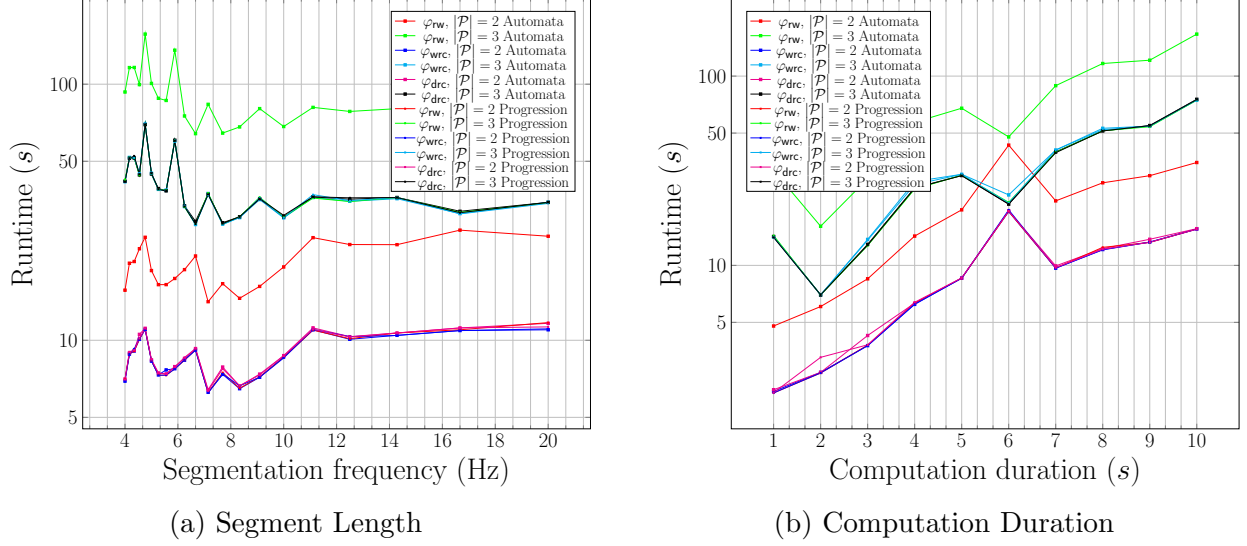 φrw, |P| = 2 Automata
φrw, |P| = 3 Automata
φwrc, |P| = 2 Automata
φwrc, |P| = 3 Automata
φdrc, |P| = 2 Automata
φdrc, |P| = 3 Automata
φrw, |P| = 2 Progression
φrw, |P| = 3 Progression
φwrc, |P| = 2 Progression
φwrc, |P| = 3 Progression
φdrc, |P| = 2 Progression
φdrc, |P| = 3 Progression
100
50
10
5
Runtime (s)
4 6 8 10 12 14 16 18 20
Segmentation frequency (Hz)
(a) Segment Length
φrw, |P| = 2 Automata
φrw, |P| = 3 Automata
φwrc, |P| = 2 Automata
φwrc, |P| = 3 Automata
φdrc, |P| = 2 Automata
φdrc, |P| = 3 Automata
φrw, |P| = 2 Progression
φrw, |P| = 3 Progression
φwrc, |P| = 2 Progression
φwrc, |P| = 3 Progression
φdrc, |P| = 2 Progression
φdrc, |P| = 3 Progression
100
50
10
5
Runtime (s)
1 2 3 4 5 6 7 8 9 10
Computation duration (s)
(b) Computation Duration